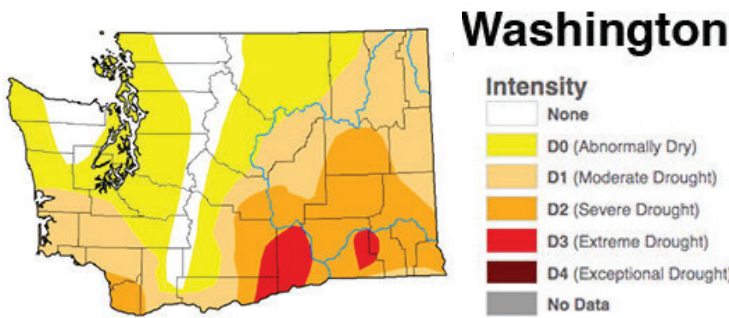 Washington
Intensity
None
D0 (Abnormally Dry)
D1 (Moderate Drought)
D2 (Severe Drought)
D3 (Extreme Drought)
D4 (Exceptional Drought)
No Data